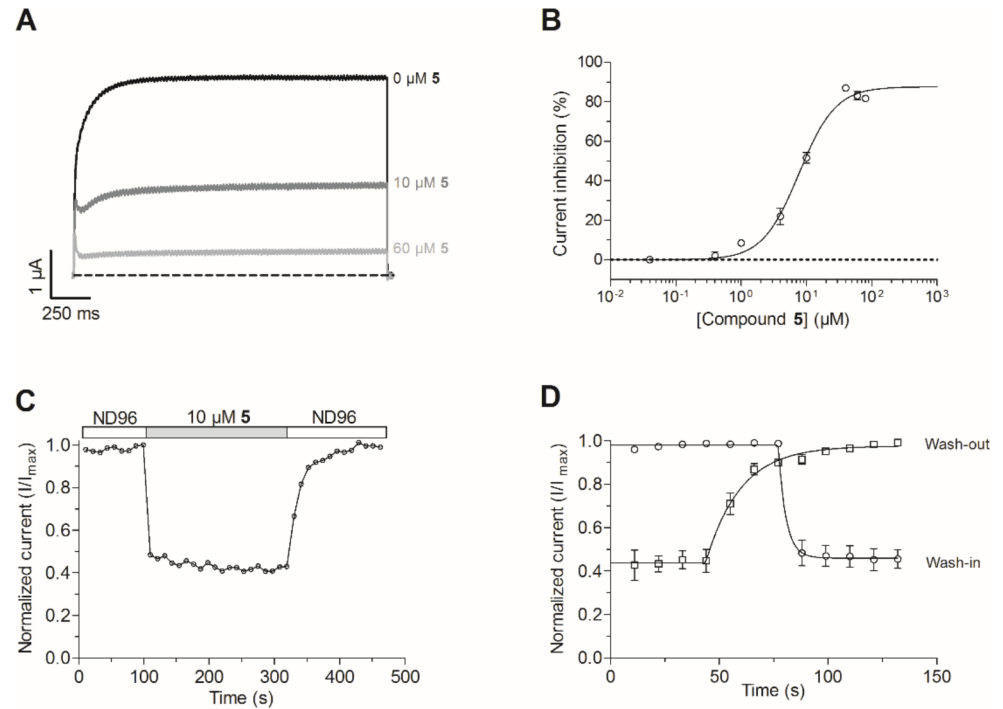 A
0 µM 5
10 µM 5
60 µM 5
1 µA
250 ms
B
Current inhibition (%)
100
80
60
40
20
0
10⁻² 10⁻¹ 10⁰ 10¹ 10² 10³
[Compound 5] (µM)
C
ND96 10 µM 5 ND96
Normalized current (I/Imax)
1.0
0.8
0.6
0.4
0.2
0.0
0 100 200 300 400 500
Time (s)
D
Normalized current (I/Imax)
1.0
0.8
0.6
0.4
0.2
0.0
Wash-out
Wash-in
0 50 100 150
Time (s)